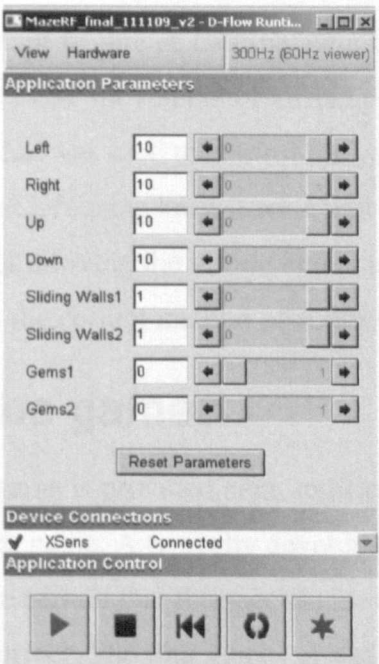 MazeRF_final_111109_v2 - D-Flow Runti...
View Hardware 300Hz (60Hz viewer)
Application Parameters
Left 10 0
Right 10 0
Up 10 0
Down 10 0
Sliding Walls1 1 0
Sliding Walls2 1 0
Gems1 0 1
Gems2 0 1
Reset Parameters
Device Connections
XSens Connected
Application Control